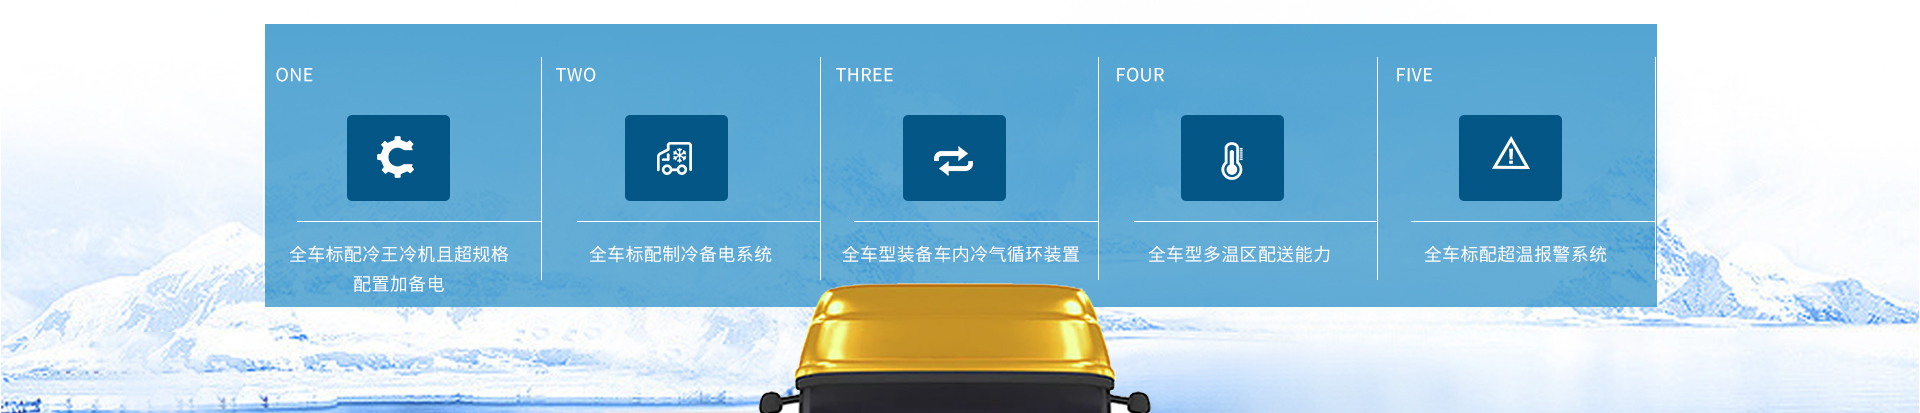 ONE
全车标配冷王冷机且超规格
配置加备电
TWO
全车标配制冷备电系统
THREE
全车型装备车内冷气循环装置
FOUR
全车型多温区配送能力
FIVE
全车标配超温报警系统